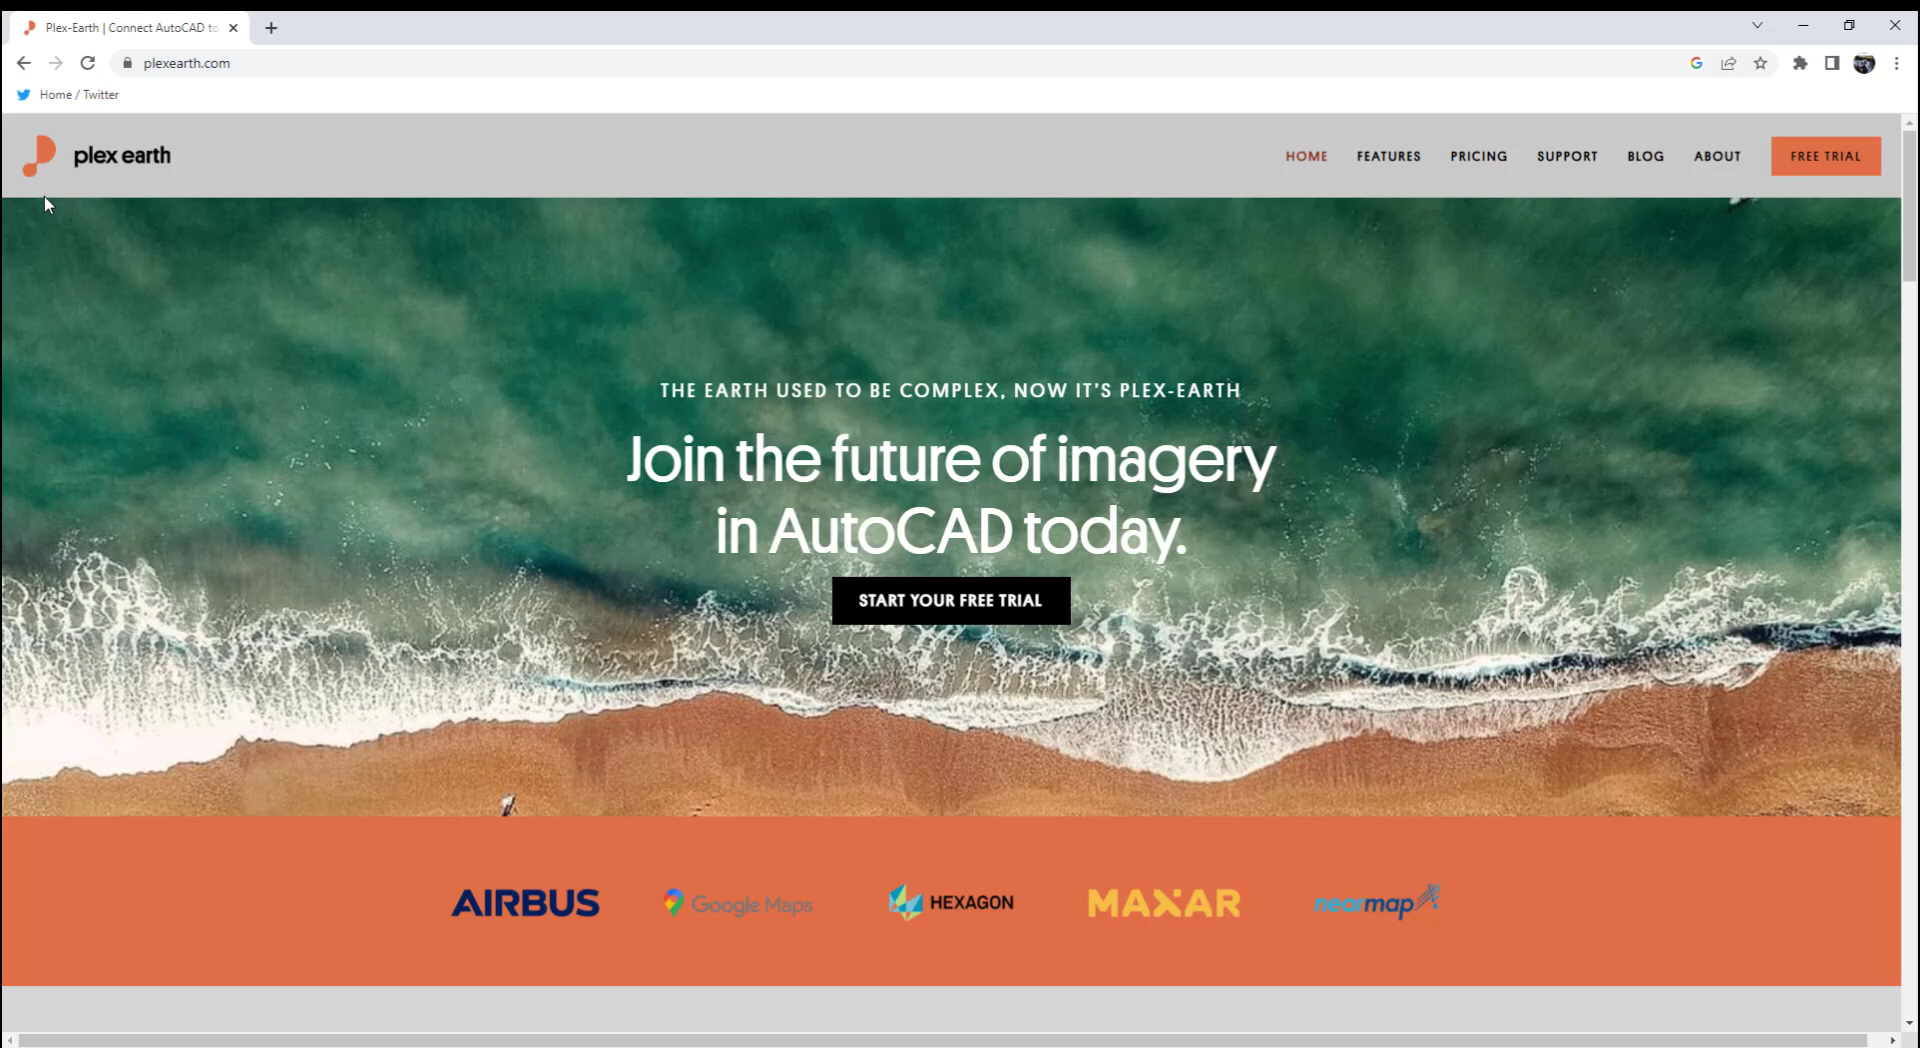 Plex-Earth | Connect AutoCAD to
plexearth.com
Home / Twitter
plex earth
HOME FEATURES PRICING SUPPORT BLOG ABOUT FREE TRIAL
THE EARTH USED TO BE COMPLEX, NOW IT'S PLEX-EARTH
Join the future of imagery
in AutoCAD today.
START YOUR FREE TRIAL
AIRBUS Google Maps HEXAGON MAXAR nearmap